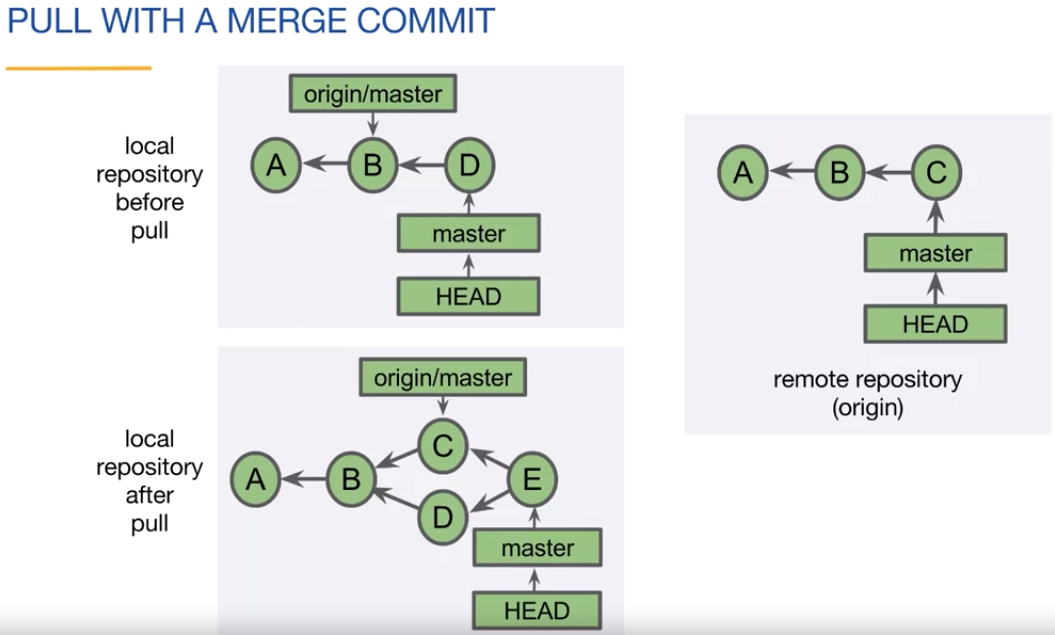 PULL WITH A MERGE COMMIT
local
repository
before
pull
origin/master
A
B
D
master
HEAD
A
B
C
master
HEAD
remote repository
(origin)
local
repository
after
pull
origin/master
C
A
B
E
D
master
HEAD